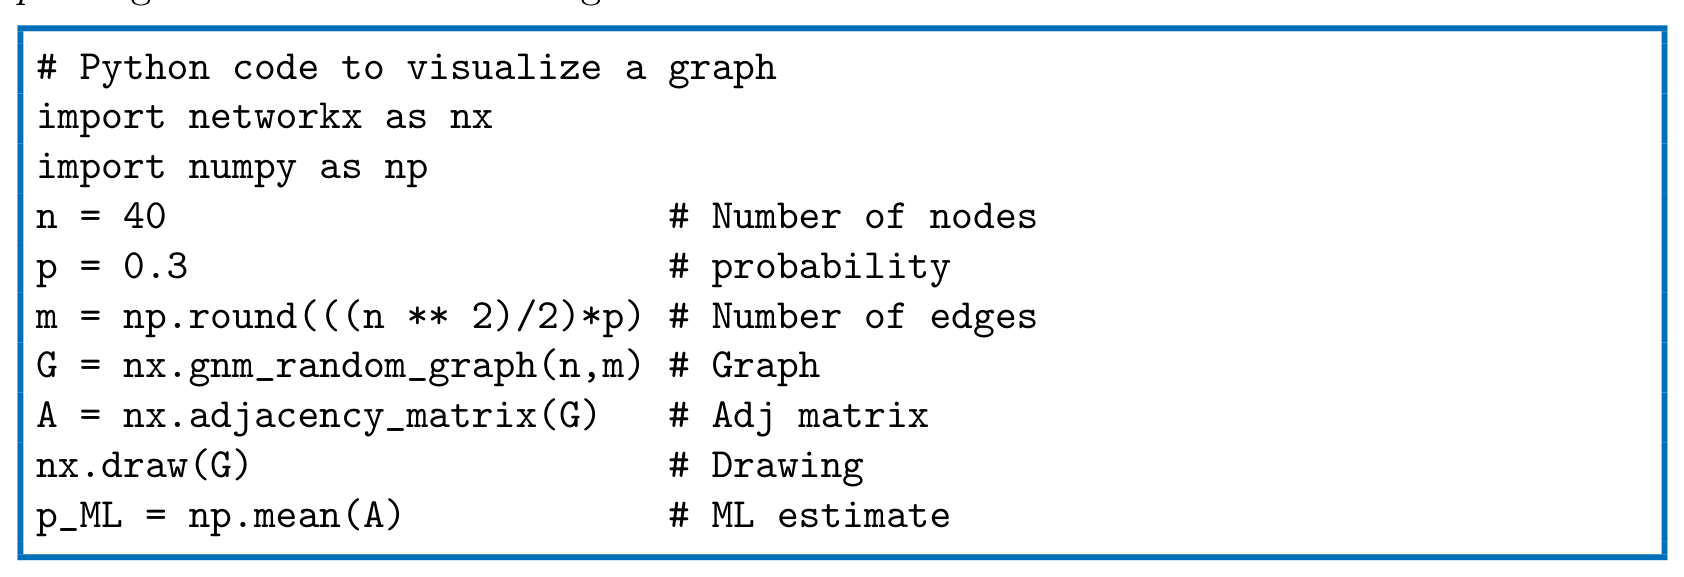 # Python code to visualize a graph
import networkx as nx
import numpy as np
n = 40 # Number of nodes
p = 0.3 # probability
m = np.round(((n ** 2)/2)*p) # Number of edges
G = nx.gnm_random_graph(n,m) # Graph
A = nx.adjacency_matrix(G) # Adj matrix
nx.draw(G) # Drawing
p_ML = np.mean(A) # ML estimate